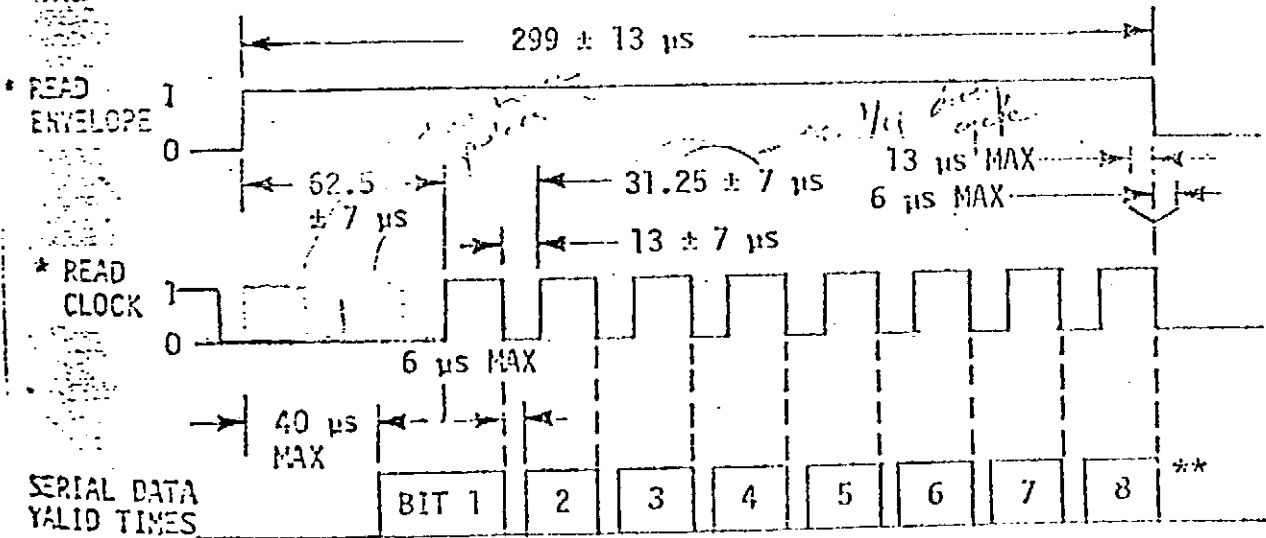 299 ± 13 µs
* READ
ENVELOPE
1
0
13 µs MAX
62.5
± 7 µs
31.25 ± 7 µs
6 µs MAX
13 ± 7 µs
* READ
CLOCK
1
0
6 µs MAX
40 µs
MAX
SERIAL DATA
VALID TIMES
BIT 1
2
3
4
5
6
7
8
**